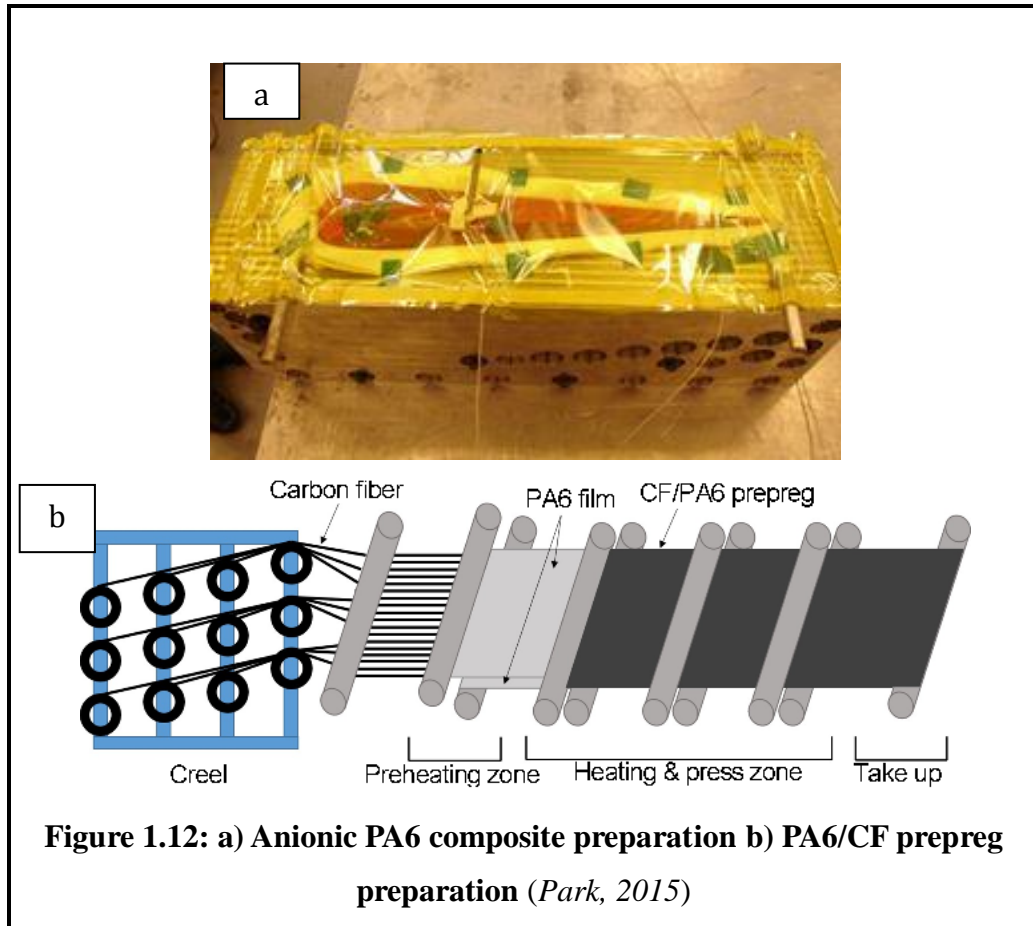 a
b
Carbon fiber
PA6 film
CF/PA6 prepreg
Creel
Preheating zone
Heating & press zone
Take up
Figure 1.12: a) Anionic PA6 composite preparation b) PA6/CF prepreg
preparation (Park, 2015)